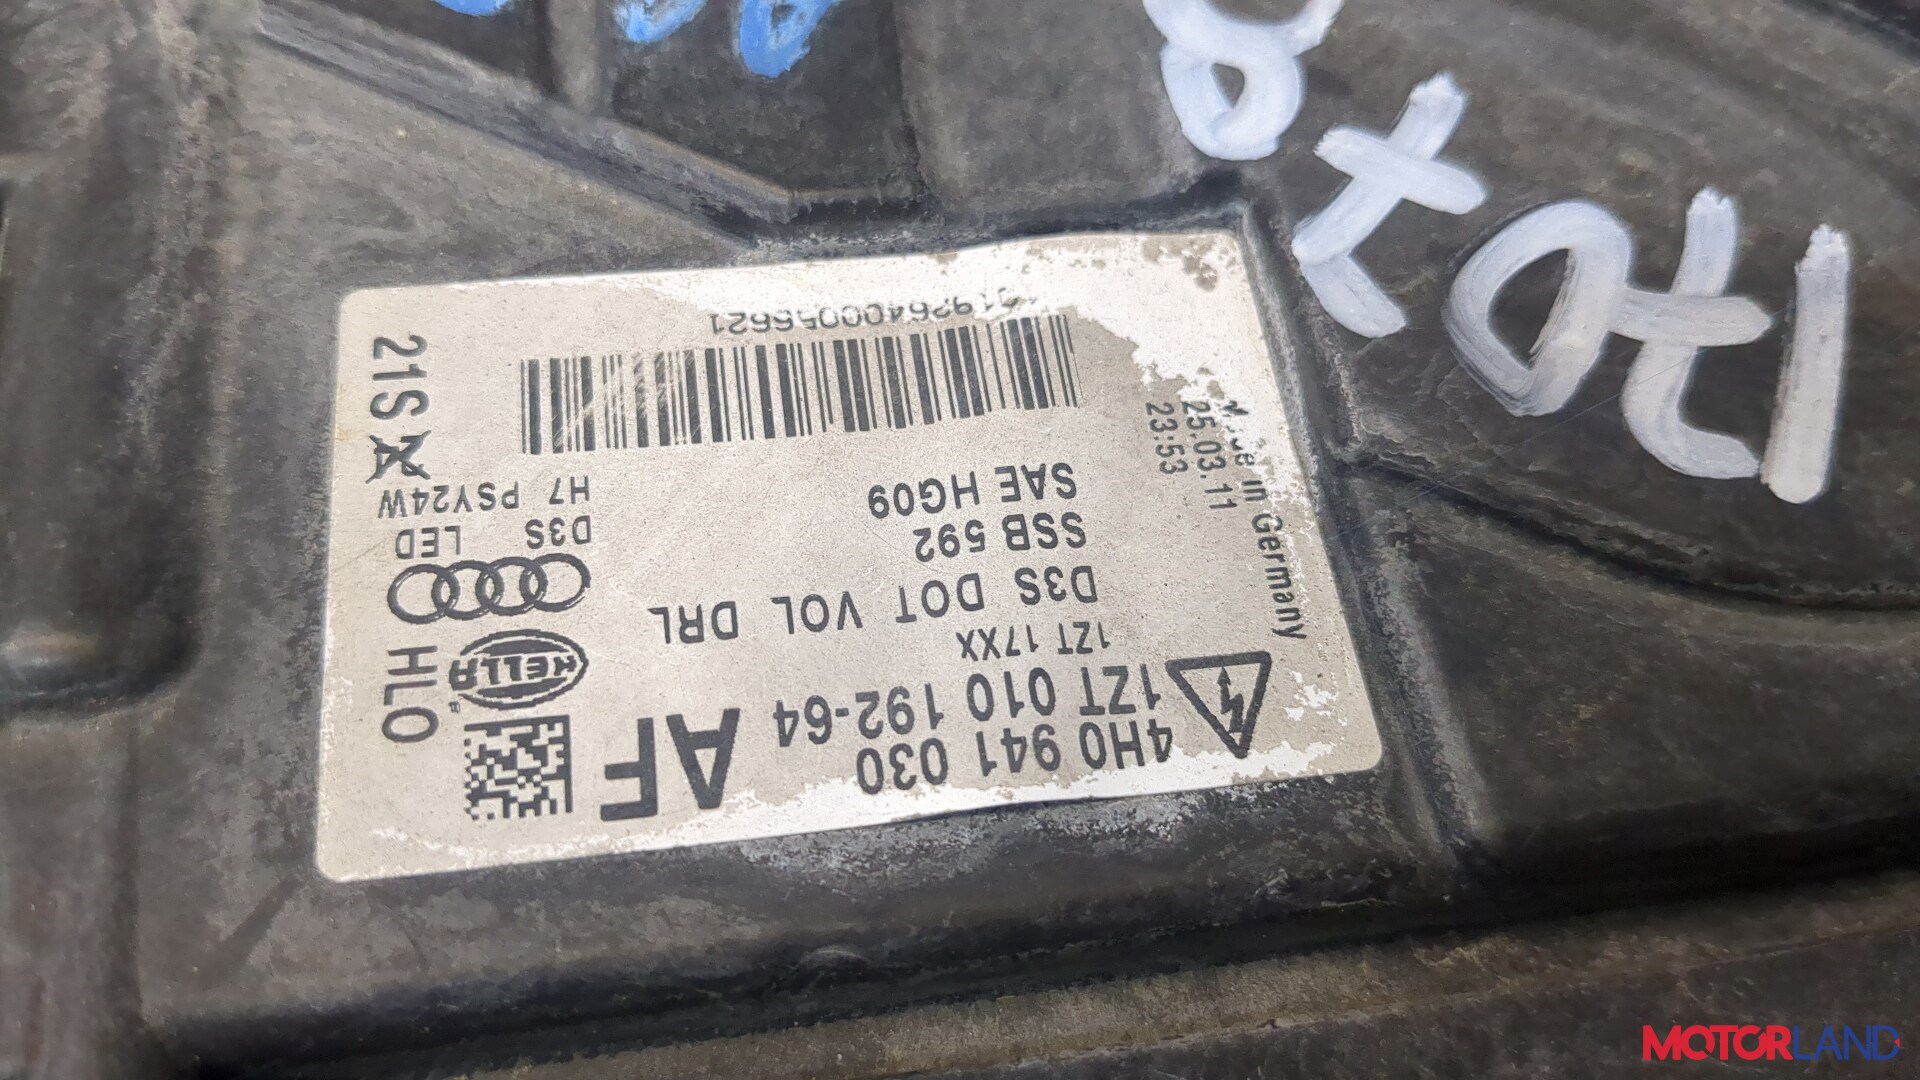 4H0 941 030
1ZT 010 192-64
AF
1ZT 17XX
D3S DOT VOL DRL
SSB 592
SAE HG09
HELLA
D3S LED
H7 PSY24W
HLO
21S
Made in Germany
25.03.11
23:53
MOTORLAND